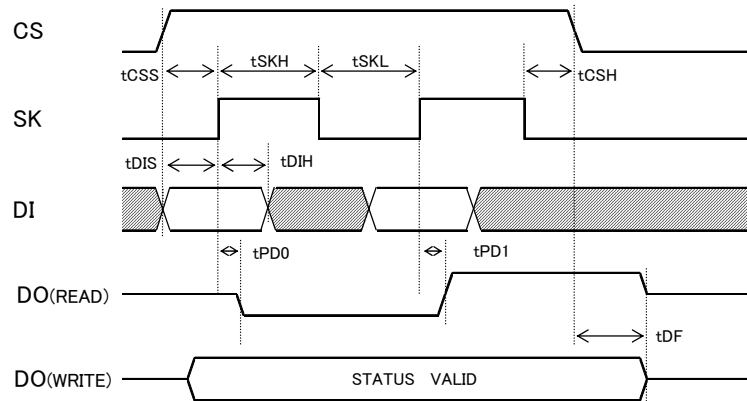 CS
tCSS tSKH tSKL tCSH
SK
tDIS tDIH
DI
tPD0 tPD1
DO(READ)
tDF
DO(WRITE) STATUS VALID